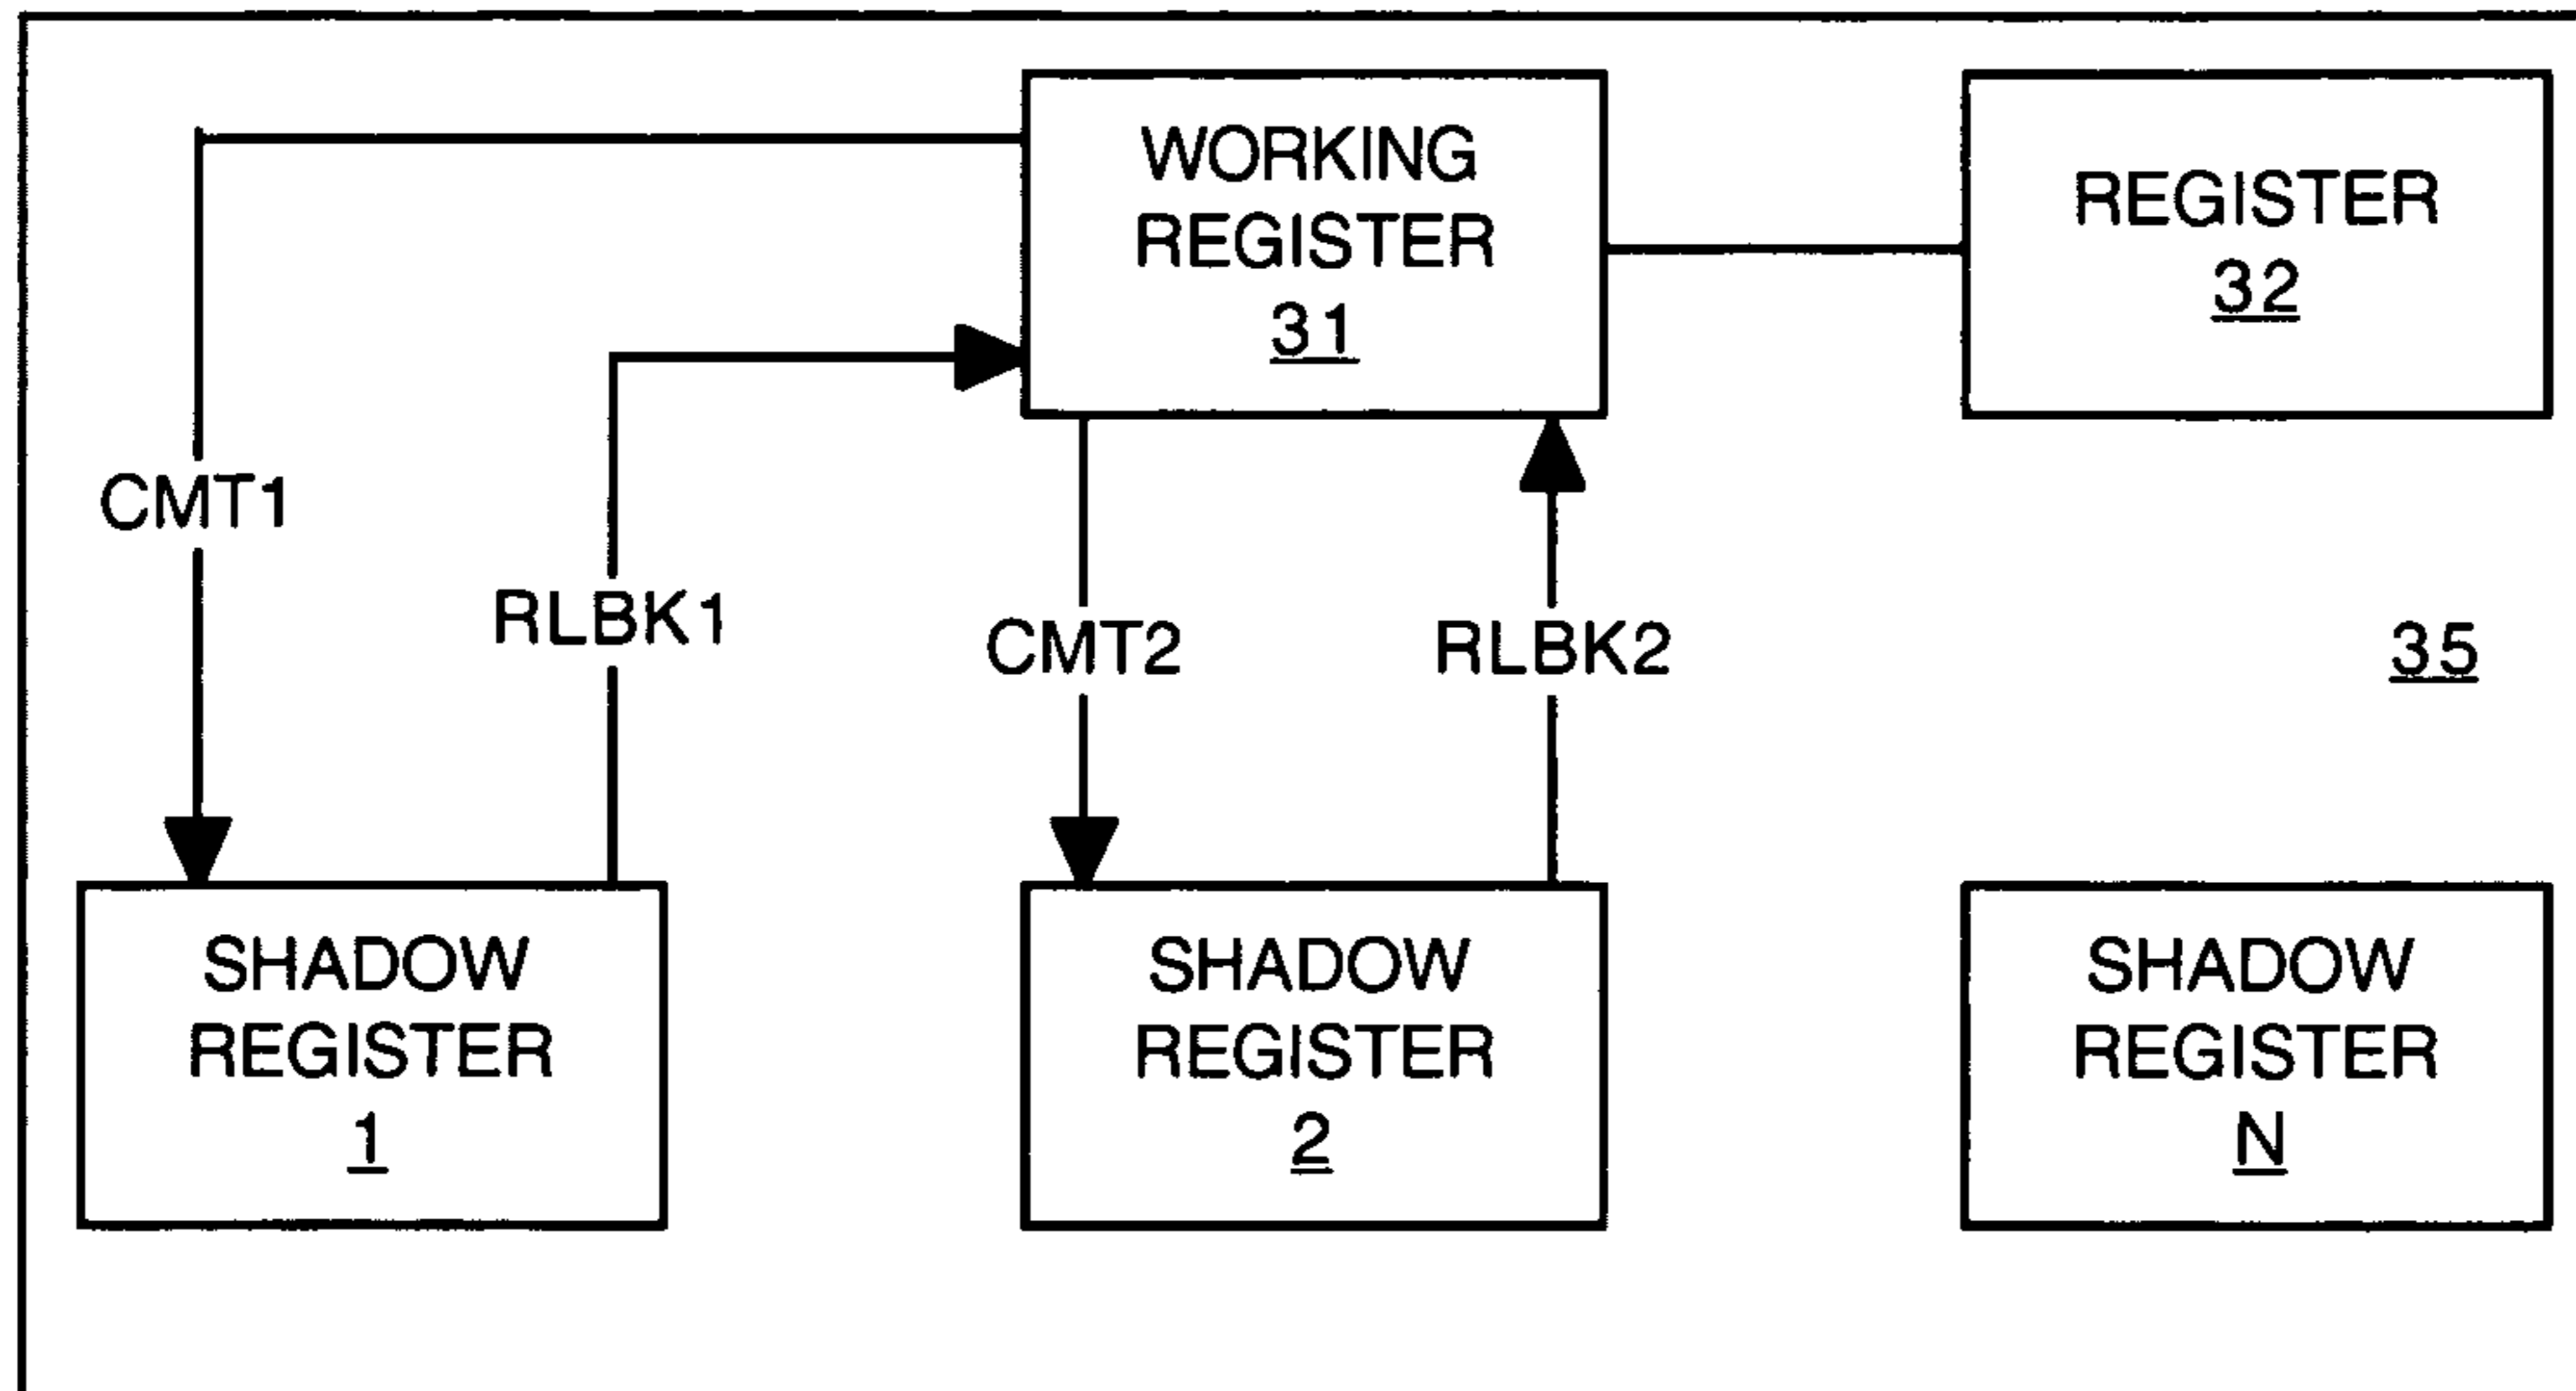 WORKING
REGISTER
31
REGISTER
32
CMT1
RLBK1
CMT2
RLBK2
35
SHADOW
REGISTER
1
SHADOW
REGISTER
2
SHADOW
REGISTER
N